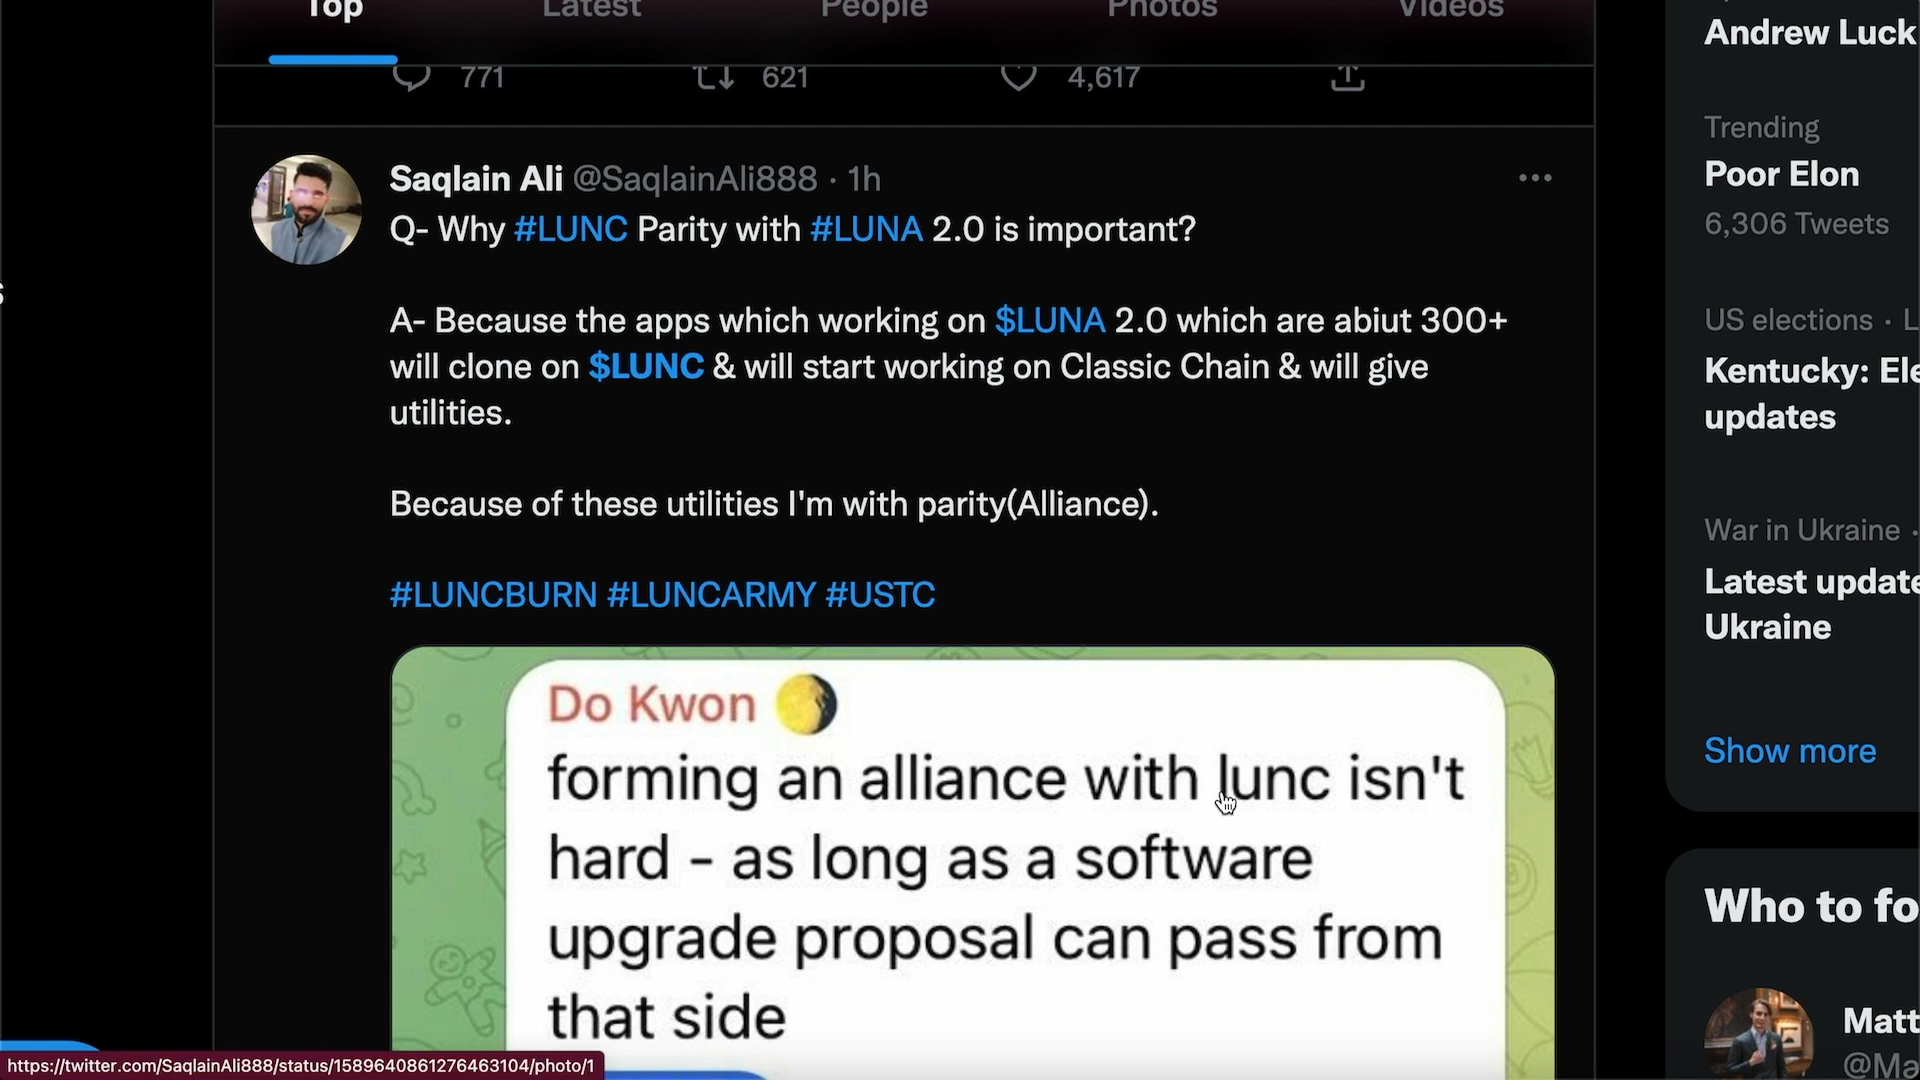 Top Latest People Photos Videos
771 621 4,617
Saqlain Ali @SaqlainAli888 · 1h
Q- Why #LUNC Parity with #LUNA 2.0 is important?
A- Because the apps which working on $LUNA 2.0 which are abiut 300+
will clone on $LUNC & will start working on Classic Chain & will give
utilities.
Because of these utilities I'm with parity(Alliance).
#LUNCBURN #LUNCARMY #USTC
Do Kwon
forming an alliance with lunc isn't
hard - as long as a software
upgrade proposal can pass from
that side
Andrew Luck
Trending
Poor Elon
6,306 Tweets
US elections · L
Kentucky: Ele
updates
War in Ukraine ·
Latest update
Ukraine
Show more
Who to fo
Matt
@Ma
https://twitter.com/SaqlainAli888/status/1589640861276463104/photo/1